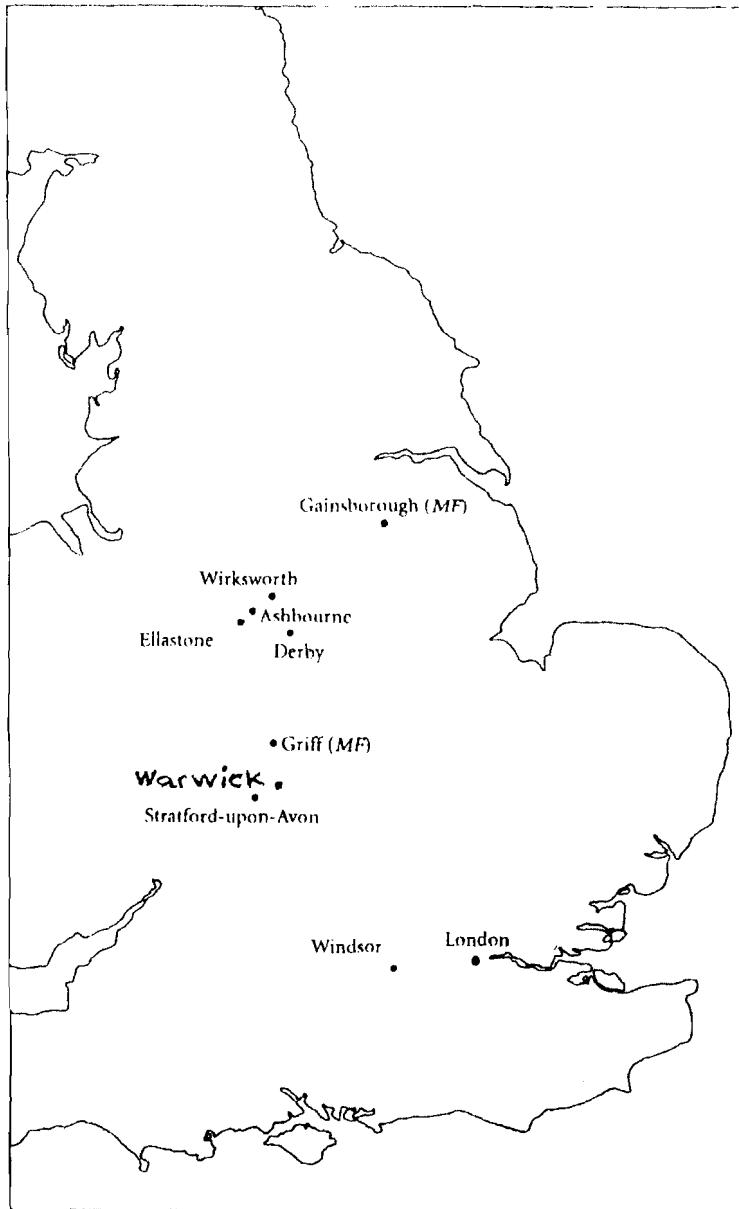 Gainsborough (MF)
Wirksworth
Ashbourne
Ellastone
Derby
Griff (MF)
Warwick
Stratford-upon-Avon
Windsor
London